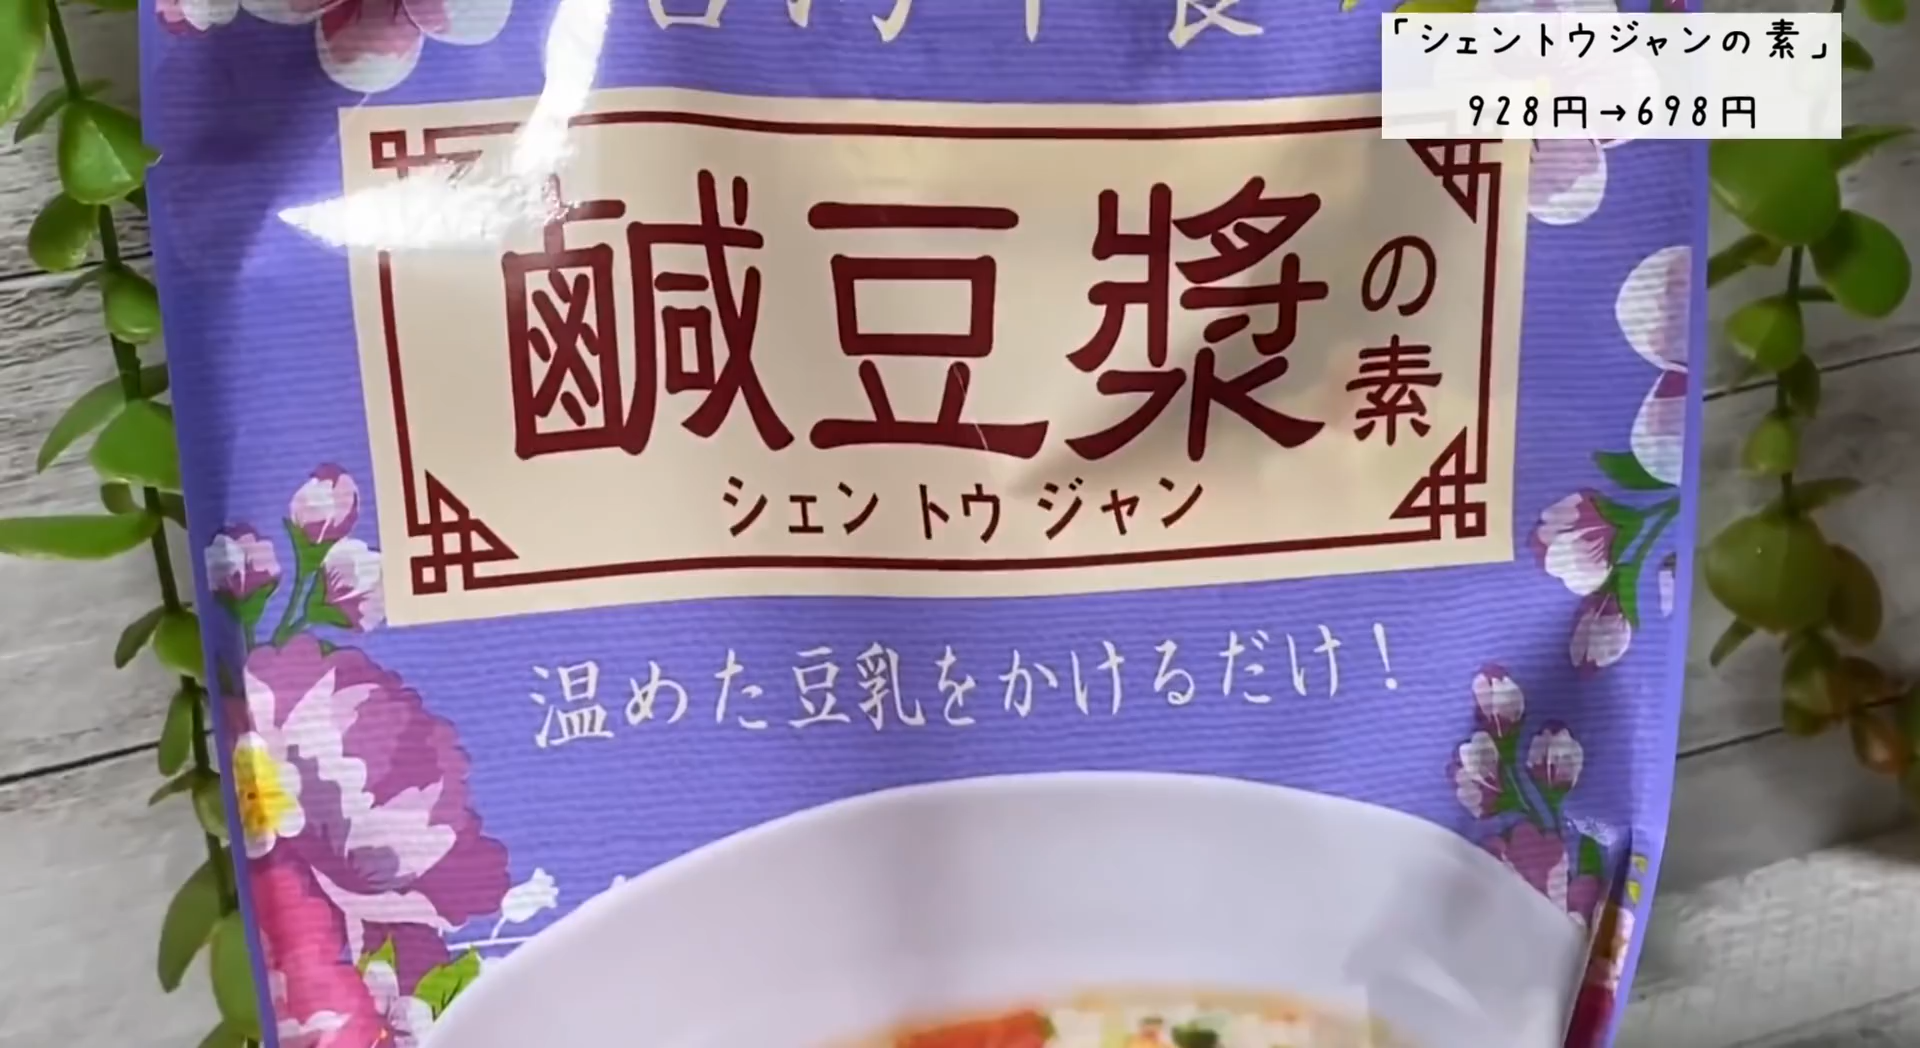 「シェントウジャンの素」
928円→698円
鹹豆漿の素
シェントウジャン
温めた豆乳をかけるだけ！